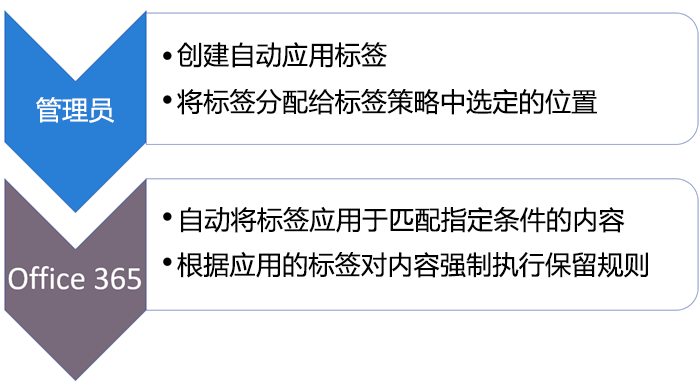 管理员
• 创建自动应用标签
• 将标签分配给标签策略中选定的位置
Office 365
• 自动将标签应用于匹配指定条件的内容
• 根据应用的标签对内容强制执行保留规则